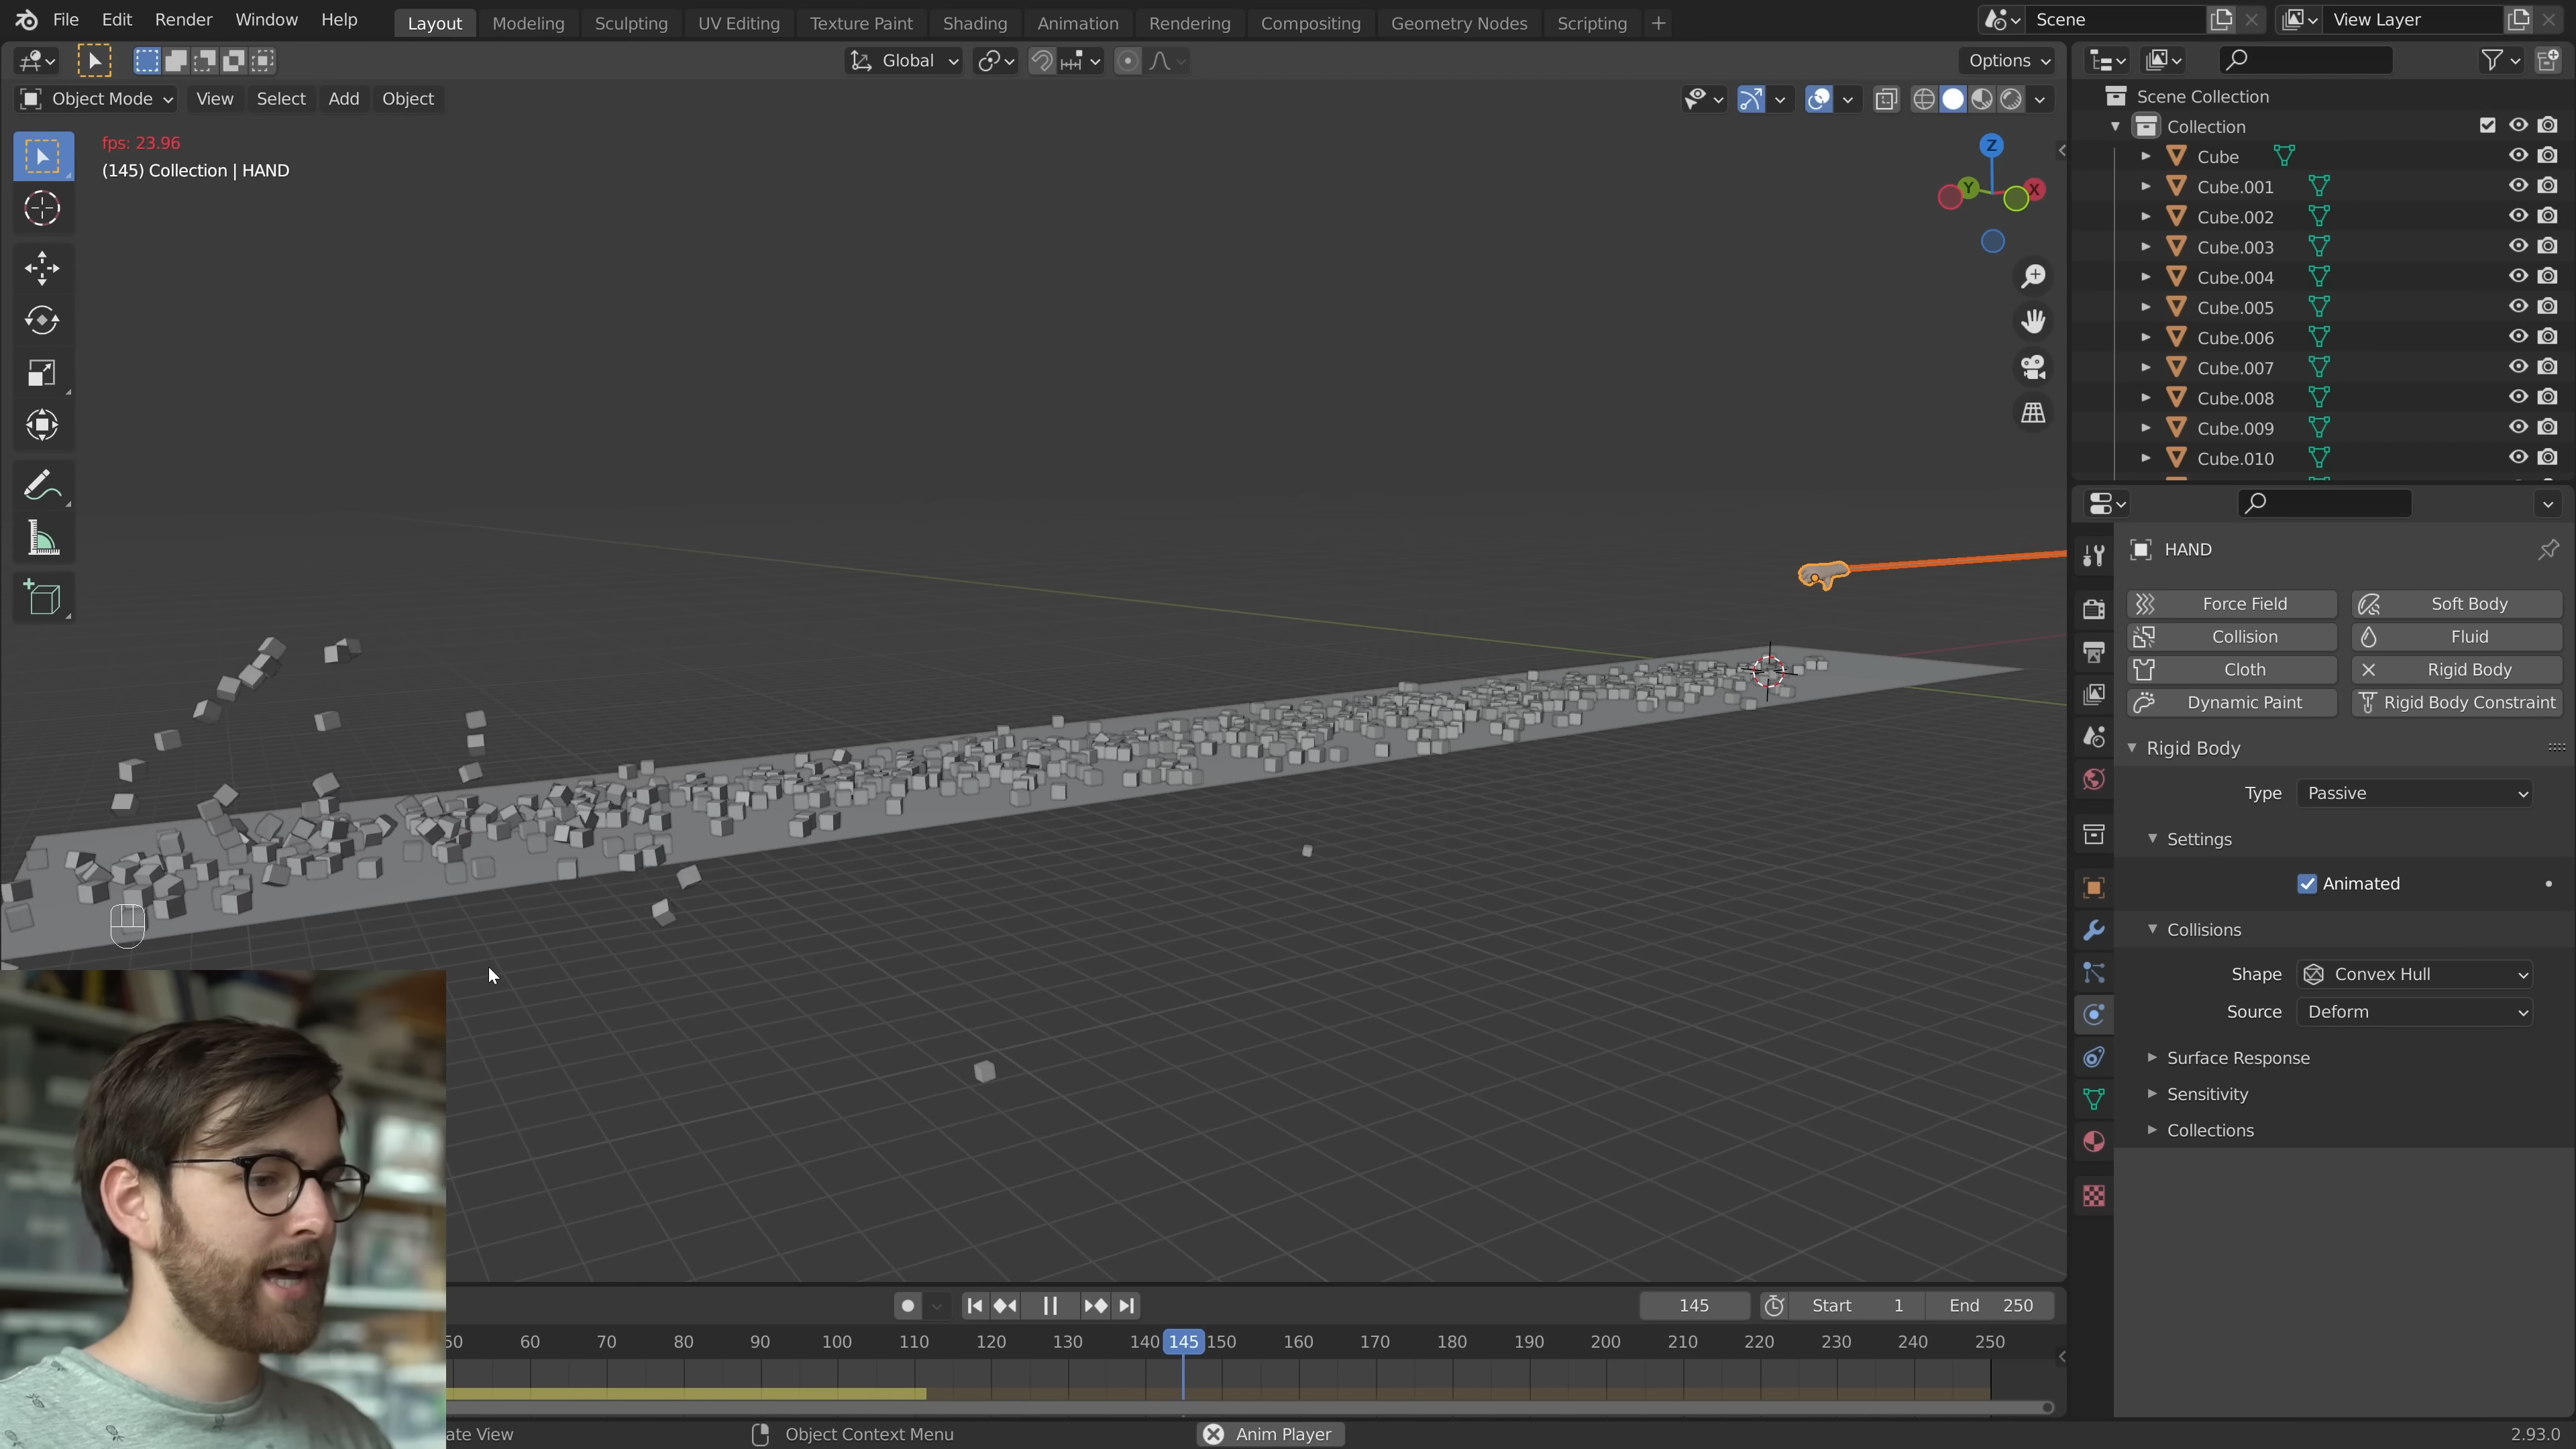 File Edit Render Window Help Layout Modeling Sculpting UV Editing Texture Paint Shading Animation Rendering Compositing Geometry Nodes Scripting Scene View Layer
Global Options
Object Mode View Select Add Object
fps: 23.96
(145) Collection | HAND
Z
Y
X
Scene Collection
Collection
Cube
Cube.001
Cube.002
Cube.003
Cube.004
Cube.005
Cube.006
Cube.007
Cube.008
Cube.009
Cube.010
HAND
Force Field Soft Body
Collision Fluid
Cloth Rigid Body
Dynamic Paint Rigid Body Constraint
Rigid Body
Type Passive
Settings
Animated
Collisions
Shape Convex Hull
Source Deform
Surface Response
Sensitivity
Collections
145 Start 1 End 250
50 60 70 80 90 100 110 120 130 140 145 150 160 170 180 190 200 210 220 230 240 250
ate View Object Context Menu Anim Player 2.93.0